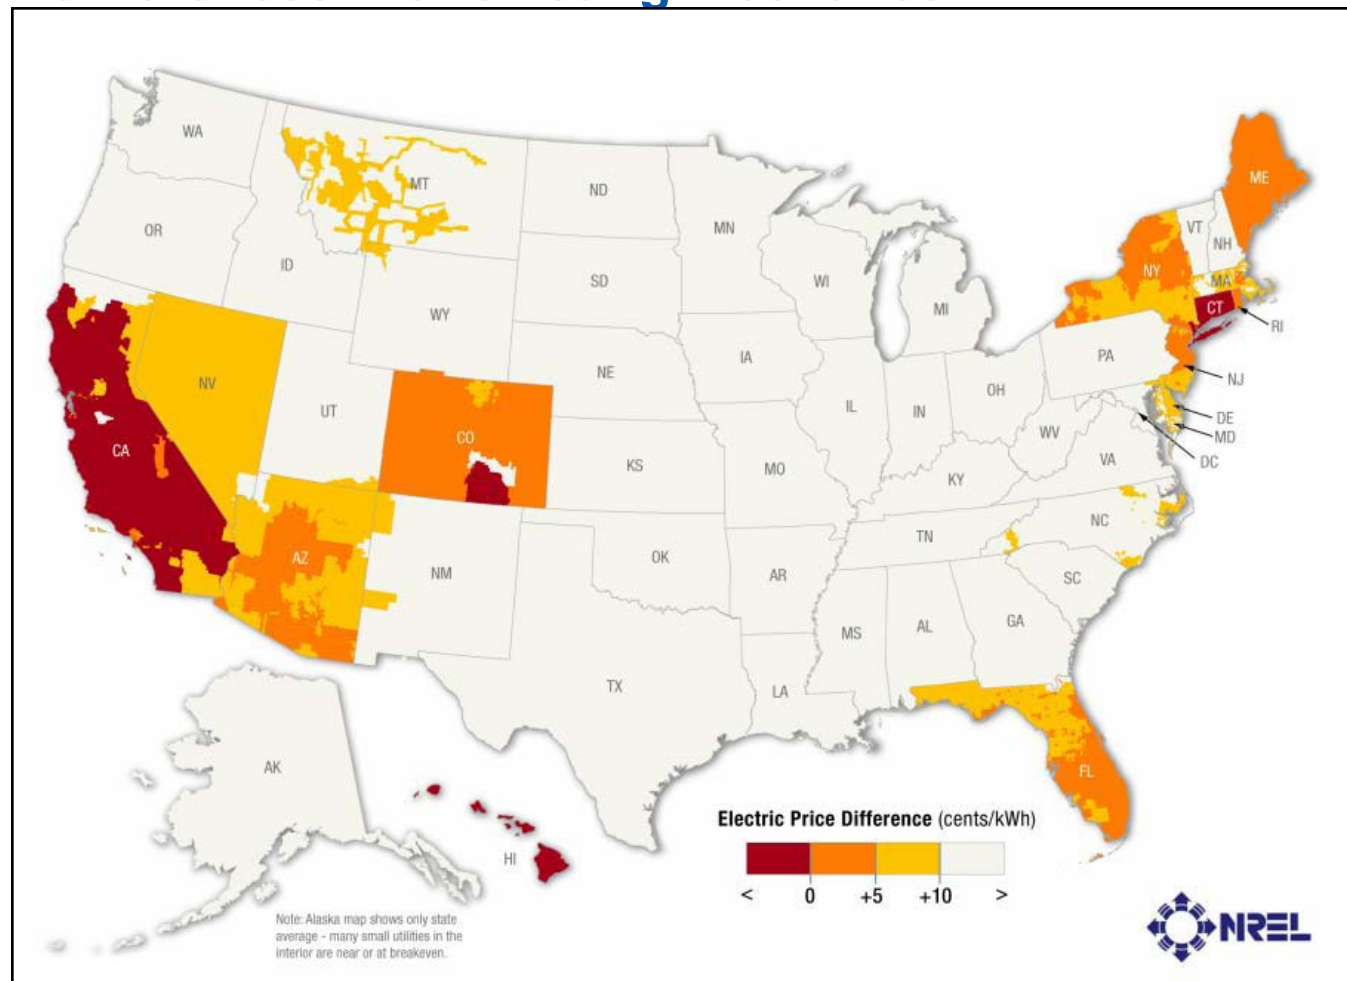 WA
OR
ID
MT
ND
SD
WY
MN
WI
MI
NE
IA
NV
UT
CO
KS
MO
IL
IN
OH
PA
NY
VT
NH
ME
MA
CT
RI
NJ
DE
MD
DC
WV
VA
KY
CA
AZ
NM
OK
AR
TN
NC
SC
MS
AL
GA
TX
LA
FL
AK
HI
Electric Price Difference (cents/kWh)
< 0 +5 +10 >
Note: Alaska map shows only state
average - many small utilities in the
interior are near or at breakeven.
NREL